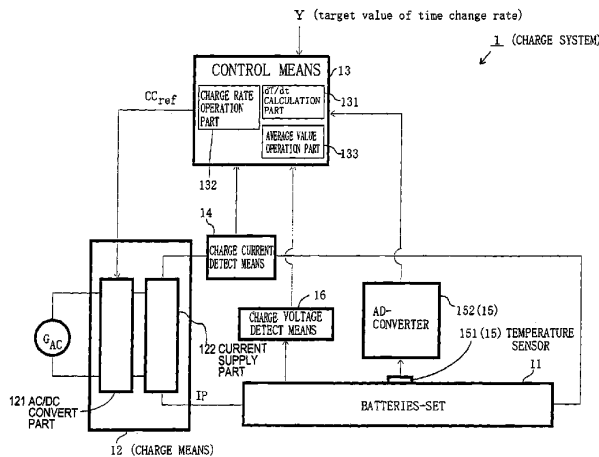 Y (target value of time change rate)
1 (CHARGE SYSTEM)
13
CONTROL MEANS
CCref
CHARGE RATE
OPERATION
PART
dT/dt
CALCULATION
PART
131
AVERAGE VALUE
OPERATION PART
132
133
14
CHARGE CURRENT
DETECT MEANS
16
CHARGE VOLTAGE
DETECT MEANS
AD-
CONVERTER
152(15)
151(15) TEMPERATURE
SENSOR
GAC
122 CURRENT
SUPPLY
PART
11
121 AC/DC
CONVERT
PART
IP
BATTERIES-SET
12 (CHARGE MEANS)